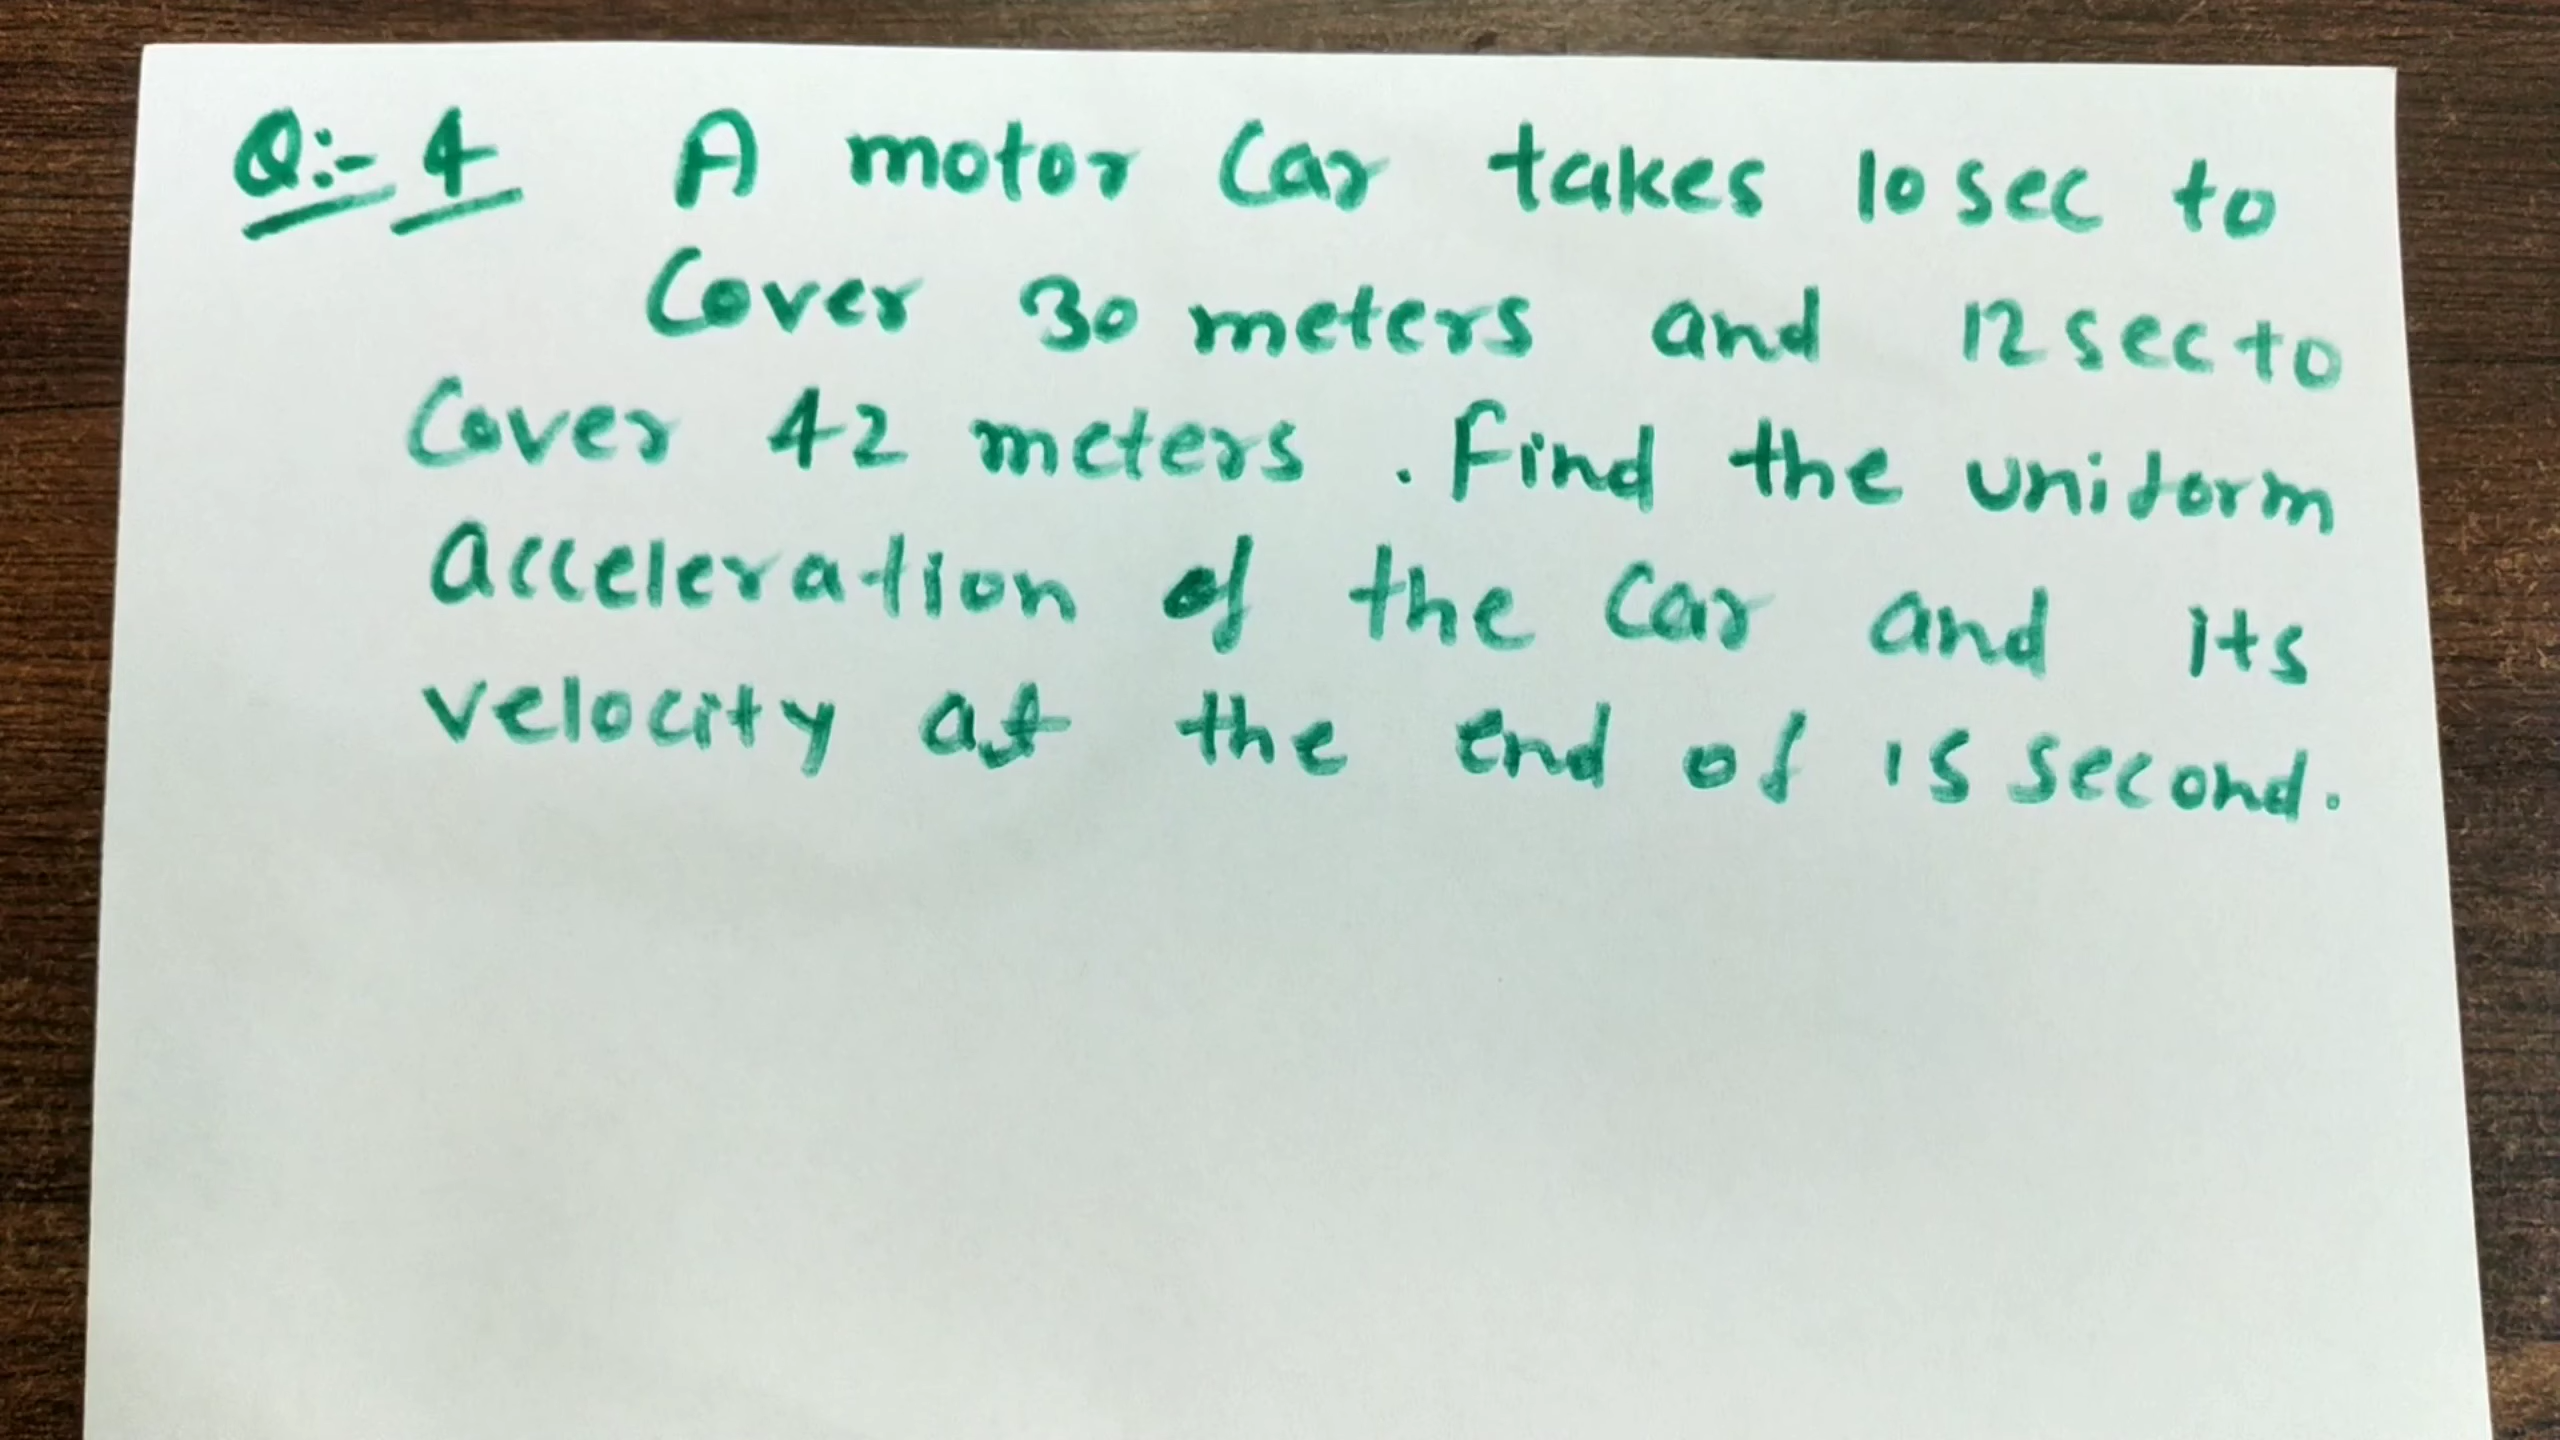 Q:- 4 A motor Car takes 10 sec to
Cover 30 meters and 12 sec to
Cover 42 meters . Find the uniform
acceleration of the Car and its
velocity at the end of 15 second.